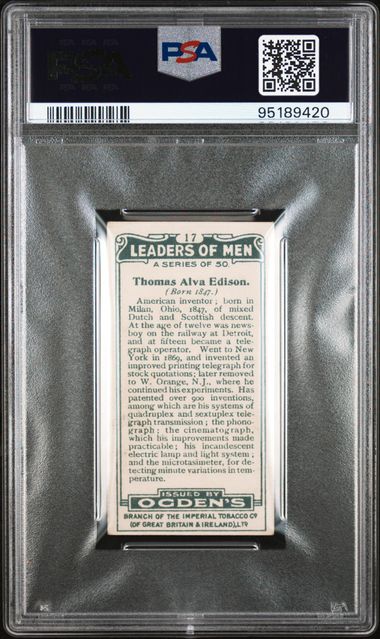 PSA
PSA
95189420
17
LEADERS OF MEN
A SERIES OF 50.
Thomas Alva Edison.
(Born 1847.)
American inventor; born in
Milan, Ohio, 1847, of mixed
Dutch and Scottish descent.
At the age of twelve was news-
boy on the railway at Detroit,
and at fifteen became a tele-
graph operator. Went to New
York in 1869, and invented an
improved printing telegraph for
stock quotations; later removed
to W. Orange, N.J., where he
continued his experiments. Has
patented over 900 inventions,
among which are his systems of
quadruplex and sextuplex tele-
graph transmission; the phono-
graph; the cinematograph,
which his improvements made
practicable; his incandescent
electric lamp and light system;
and the microtasimeter, for de-
tecting minute variations in tem-
perature.
ISSUED BY
OGDEN'S
BRANCH OF THE IMPERIAL TOBACCO CO
(OF GREAT BRITAIN & IRELAND), LTD